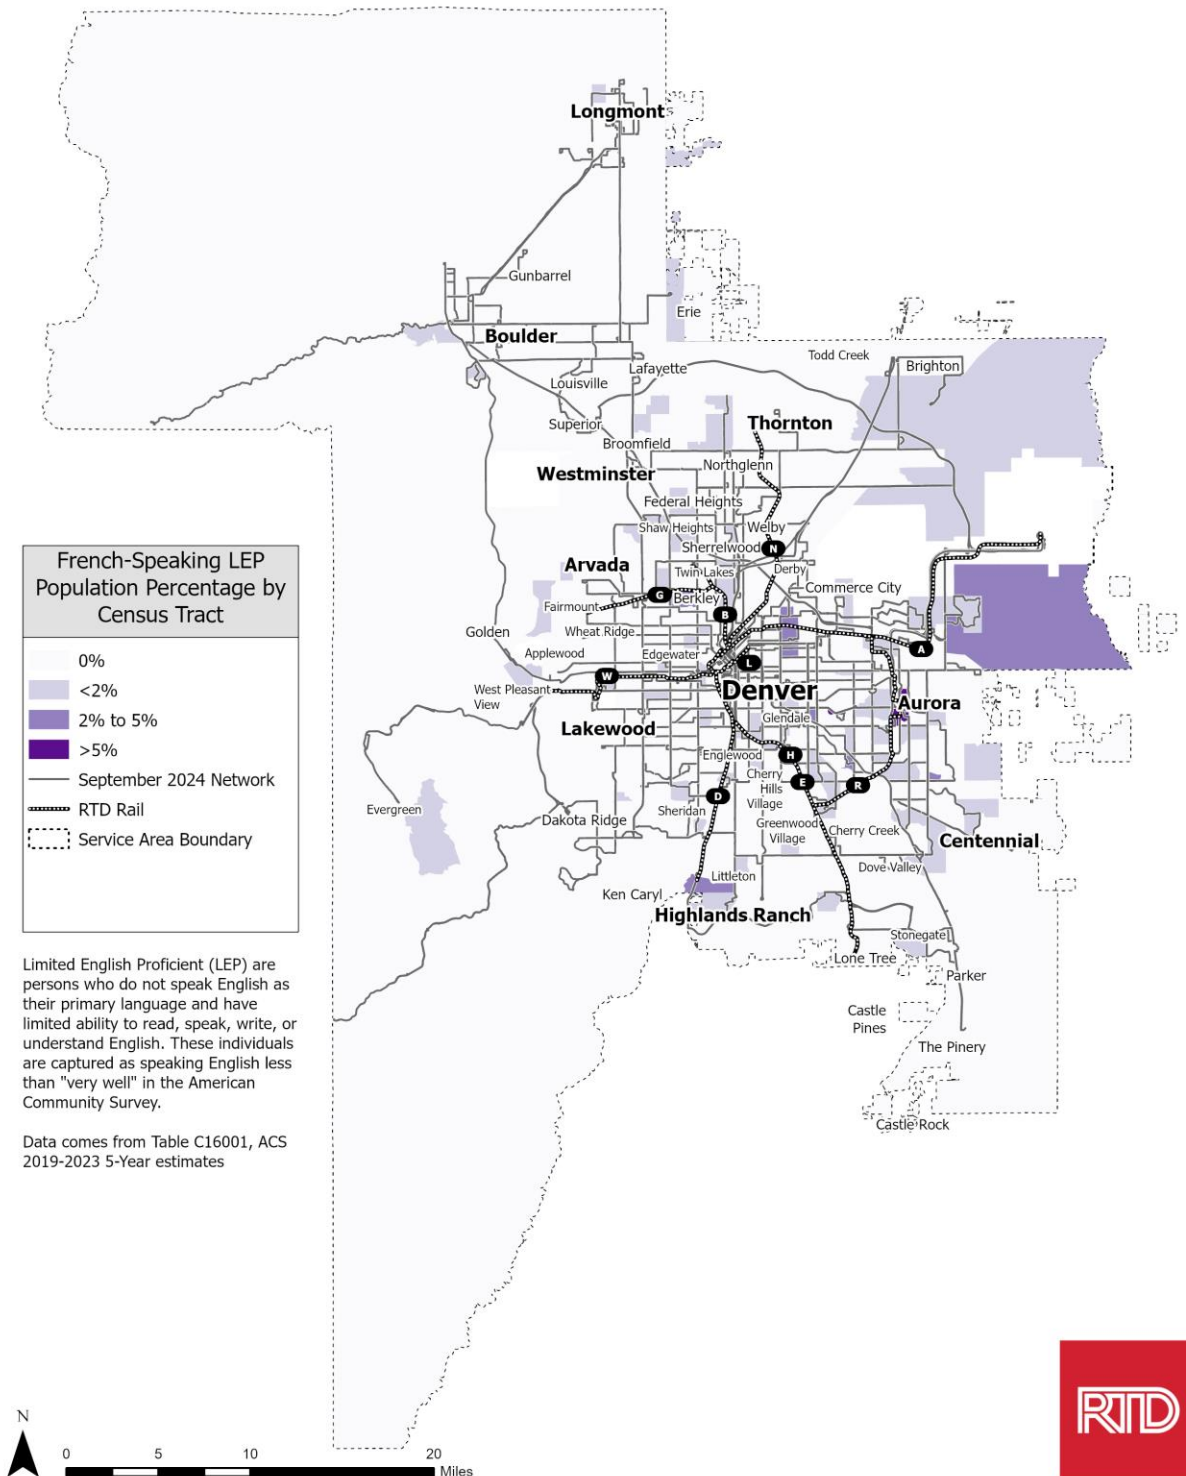 Longmont
Gunbarrel
Erie
Boulder
Todd Creek
Brighton
Lafayette
Louisville
Superior
Thornton
Broomfield
Westminster
Northglenn
Federal Heights
Shaw Heights
Welby
Sherrelwood
N
Arvada
Twin Lakes
Derby
Commerce City
G
Berkley
Fairmount
B
Golden
Wheat Ridge
Applewood
Edgewater
A
L
W
West Pleasant
View
Denver
Aurora
Glendale
Lakewood
Englewood
H
Cherry
Hills
Village
E
R
D
Evergreen
Sheridan
Dakota Ridge
Greenwood
Village
Cherry Creek
Centennial
Dove Valley
Littleton
Ken Caryl
Highlands Ranch
Stonegate
Lone Tree
Parker
Castle
Pines
The Pinery
Castle Rock
French-Speaking LEP
Population Percentage by
Census Tract
0%
<2%
2% to 5%
>5%
September 2024 Network
RTD Rail
Service Area Boundary
Limited English Proficient (LEP) are
persons who do not speak English as
their primary language and have
limited ability to read, speak, write, or
understand English. These individuals
are captured as speaking English less
than "very well" in the American
Community Survey.
Data comes from Table C16001, ACS
2019-2023 5-Year estimates
N
0 5 10 20
Miles
RTD